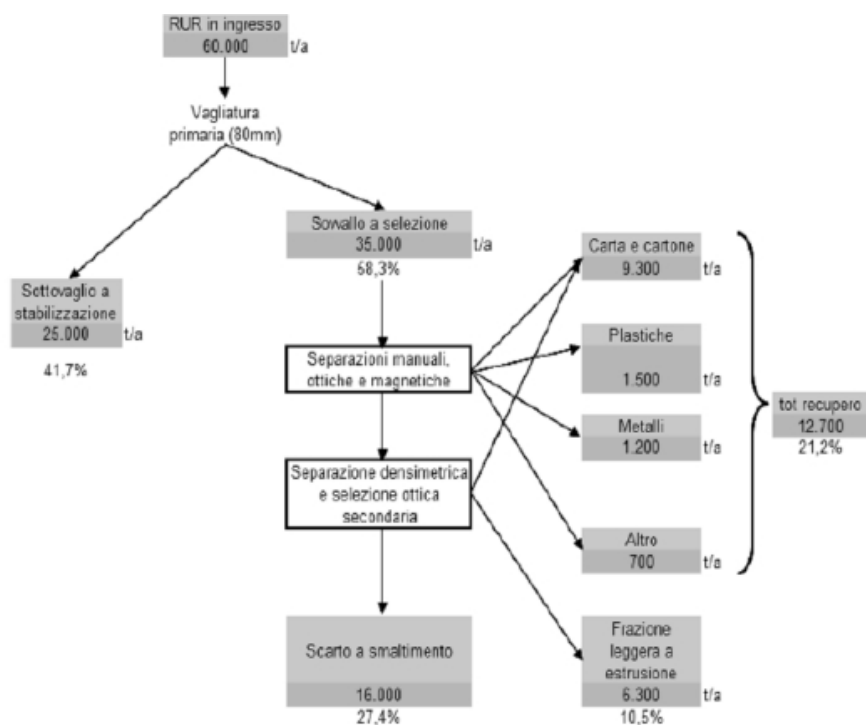 RUR in ingresso
60.000 t/a
Vagliatura
primaria (80mm)
Sovvallo a selezione
35.000 t/a
58,3%
Sottovaglio a
stabilizzazione
25.000 t/a
41,7%
Separazioni manuali,
ottiche e magnetiche
Separazione densimetrica
e selezione ottica
secondaria
Scarto a smaltimento
16.000
27,4%
Carta e cartone
9.300 t/a
Plastiche
1.500 t/a
Metalli
1.200 t/a
Altro
700 t/a
Frazione
leggera a
estrusione
6.300 t/a
10,5%
tot recupero
12.700 t/a
21,2%